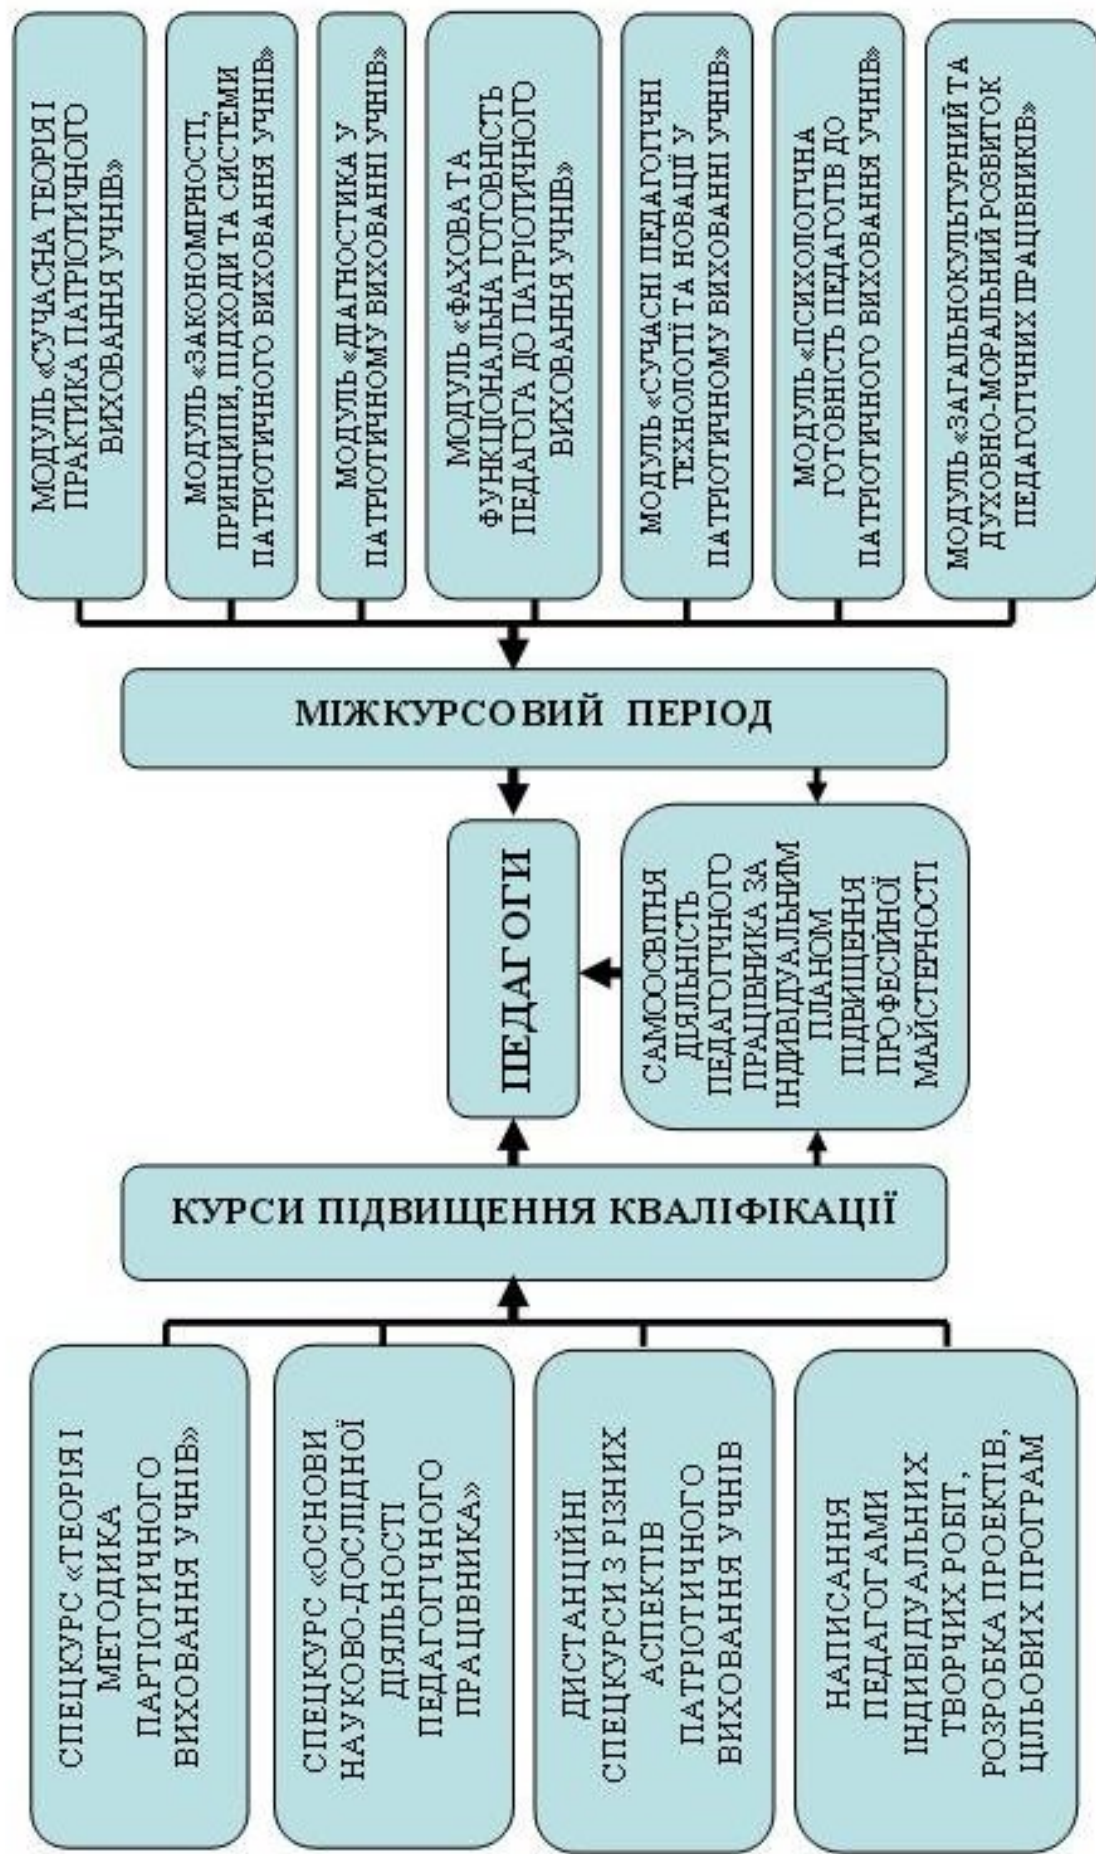 СПЕЦКУРС «ТЕОРІЯ І
МЕТОДИКА
ПАРТІОТИЧНОГО
ВИХОВАННЯ УЧНІВ»
СПЕЦКУРС «ОСНОВИ
НАУКОВО-ДОСЛІДНОЇ
ДІЯЛЬНОСТІ
ПЕДАГОГІЧНОГО
ПРАЦІВНИКА»
ДИСТАНЦІЙНІ
СПЕЦКУРСИ З РІЗНИХ
АСПЕКТІВ
ПАТРІОТИЧНОГО
ВИХОВАННЯ УЧНІВ
НАПИСАННЯ
ПЕДАГОГАМИ
ІНДИВІДУАЛЬНИХ
ТВОРЧИХ РОБІТ,
РОЗРОБКА ПРОЕКТІВ,
ЦІЛЬОВИХ ПРОГРАМ
КУРСИ ПІДВИЩЕННЯ КВАЛІФІКАЦІЇ
ПЕДАГОГИ
САМООСВІТНЯ
ДІЯЛЬНІСТЬ
ПЕДАГОГІЧНОГО
ПРАЦІВНИКА ЗА
ІНДИВІДУАЛЬНИМ
ПЛАНОМ
ПІДВИЩЕННЯ
ПРОФЕСІЙНОЇ
МАЙСТЕРНОСТІ
МІЖКУРСОВИЙ ПЕРІОД
МОДУЛЬ «СУЧАСНА ТЕОРІЯ І
ПРАКТИКА ПАТРІОТИЧНОГО
ВИХОВАННЯ УЧНІВ»
МОДУЛЬ «ЗАКОНОМІРНОСТІ,
ПРИНЦИПИ, ПІДХОДИ ТА СИСТЕМИ
ПАТРІОТИЧНОГО ВИХОВАННЯ УЧНІВ»
МОДУЛЬ «ДІАГНОСТИКА У
ПАТРІОТИЧНОМУ ВИХОВАННІ УЧНІВ»
МОДУЛЬ «ФАХОВА ТА
ФУНКЦІОНАЛЬНА ГОТОВНІСТЬ
ПЕДАГОГА ДО ПАТРІОТИЧНОГО
ВИХОВАННЯ УЧНІВ»
МОДУЛЬ «СУЧАСНІ ПЕДАГОГІЧНІ
ТЕХНОЛОГІЇ ТА НОВАЦІЇ У
ПАТРІОТИЧНОМУ ВИХОВАННЯ УЧНІВ»
МОДУЛЬ «ПСИХОЛОГІЧНА
ГОТОВНІСТЬ ПЕДАГОГІВ ДО
ПАТРІОТИЧНОГО ВИХОВАННЯ УЧНІВ»
МОДУЛЬ «ЗАГАЛЬНОКУЛЬТУРНИЙ ТА
ДУХОВНО-МОРАЛЬНИЙ РОЗВИТОК
ПЕДАГОГІЧНИХ ПРАЦІВНИКІВ»